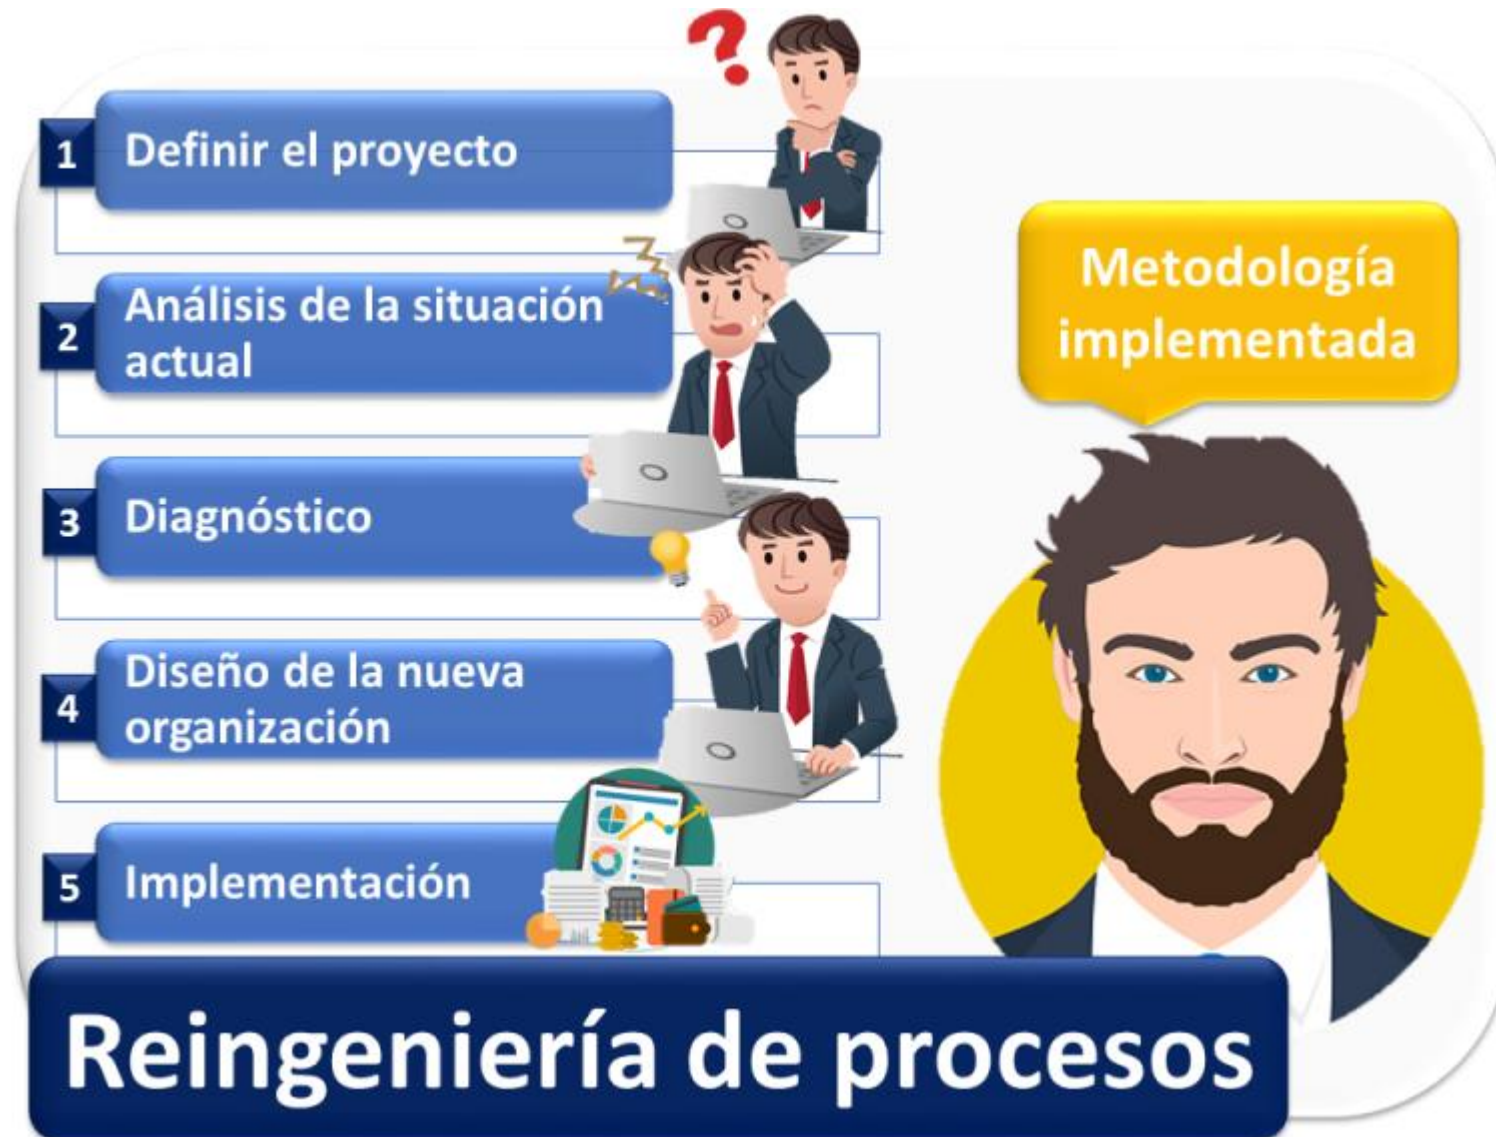 1
Definir el proyecto
2
Análisis de la situación
actual
3
Diagnóstico
4
Diseño de la nueva
organización
5
Implementación
Metodología
implementada
Reingeniería de procesos